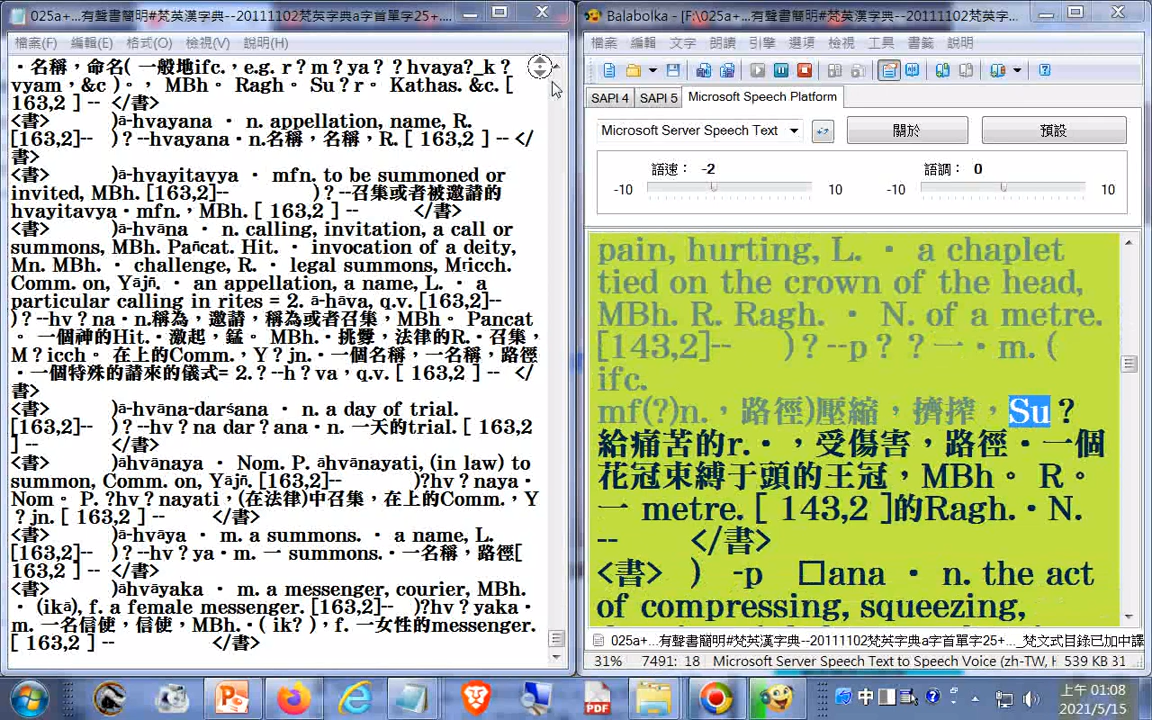 025a+...有聲書簡明#梵英漢字典--20111102梵英字典a字首單字25+...
檔案(F) 編輯(E) 格式(O) 檢視(V) 說明(H)
‧名稱，命名( 一般地ifc.，e.g. r？m？ya？？hvaya?_k？
vyam，&c )。， MBh。Ragh。 Su？r。 Kathas. &c. [
163,2 ] -- </書>
<書> )ā-hvayana ‧ n. appellation, name, R.
[163,2]-- )？--hvayana‧n.名稱，名稱，R. [ 163,2 ] -- </
書>
<書> )ā-hvayitavya ‧ mfn. to be summoned or
invited, MBh. [163,2]-- )？--召集或者被邀請的
hvayitavya‧mfn.，MBh. [ 163,2 ] -- </書>
<書> )ā-hvāna ‧ n. calling, invitation, a call or
summons, MBh. Pañcat. Hit. ‧ invocation of a deity,
Mn. MBh. ‧ challenge, R. ‧ legal summons, Mṛicch.
Comm. on, Yājñ. ‧ an appellation, a name, L. ‧ a
particular calling in rites = 2. ā-hāva, q.v. [163,2]--
)？--hv？na‧n.稱為，邀請，稱為或者召集，MBh。Pancat
。一個神的Hit.‧激起，錳。 MBh.‧挑釁，法律的R.‧召集，
M？icch。 在上的Comm.，Y？jn.‧一個名稱，一名稱，路徑
‧一個特殊的請來的儀式= 2.？--h？va，q.v. [ 163,2 ] -- </
書>
<書> )ā-hvāna-darśana ‧ n. a day of trial.
[163,2]-- )？--hv？na dar？ana‧n.一天的trial. [ 163,2
] -- </書>
<書> )āhvānaya ‧ Nom. P. āhvānayati, (in law) to
summon, Comm. on, Yājñ. [163,2]-- )?hv？naya‧
Nom。 P. ?hv？nayati，(在法律)中召集，在上的Comm.，Y
？jn. [ 163,2 ] -- </書>
<書> )ā-hvāya ‧ m. a summons. ‧ a name, L.
[163,2]-- )？--hv？ya‧m.一 summons.‧一名稱，路徑[
163,2 ] -- </書>
<書> )āhvāyaka ‧ m. a messenger, courier, MBh.
‧ (ikā), f. a female messenger. [163,2]-- )?hv？yaka‧
m.一名信使，信使，MBh.‧( ik？)，f.一女性的messenger.
[ 163,2 ] -- </書>
Balabolka - [F:\025a+...有聲書簡明#梵英漢字典--20111102梵英字...
檔案 編輯 文字 朗讀 引擎 選項 檢視 工具 書籤 說明
SAPI 4 SAPI 5 Microsoft Speech Platform
Microsoft Server Speech Text 關於 預設
語速： -2 語調： 0
-10 10 -10 10
pain, hurting, L. ‧ a chaplet
tied on the crown of the head,
MBh. R. Ragh. ‧ N. of a metre.
[143,2]-- )？--p？？一‧m. (
ifc.
mf(?)n.，路徑)壓縮，擠搾，Su？
給痛苦的r.‧，受傷害，路徑‧一個
花冠束縛于頭的王冠，MBh。 R。
一 metre. [ 143,2 ]的Ragh.‧N.
-- </書>
<書> ) -p □ana ‧ n. the act
of compressing, squeezing,
025a+...有聲書簡明#梵英漢字典--20111102梵英字典a字首單字25+..._梵文式目錄已加中譯
31% 7491: 18 Microsoft Server Speech Text to Speech Voice (zh-TW, H 539 KB 31
中
上午 01:08
2021/5/15